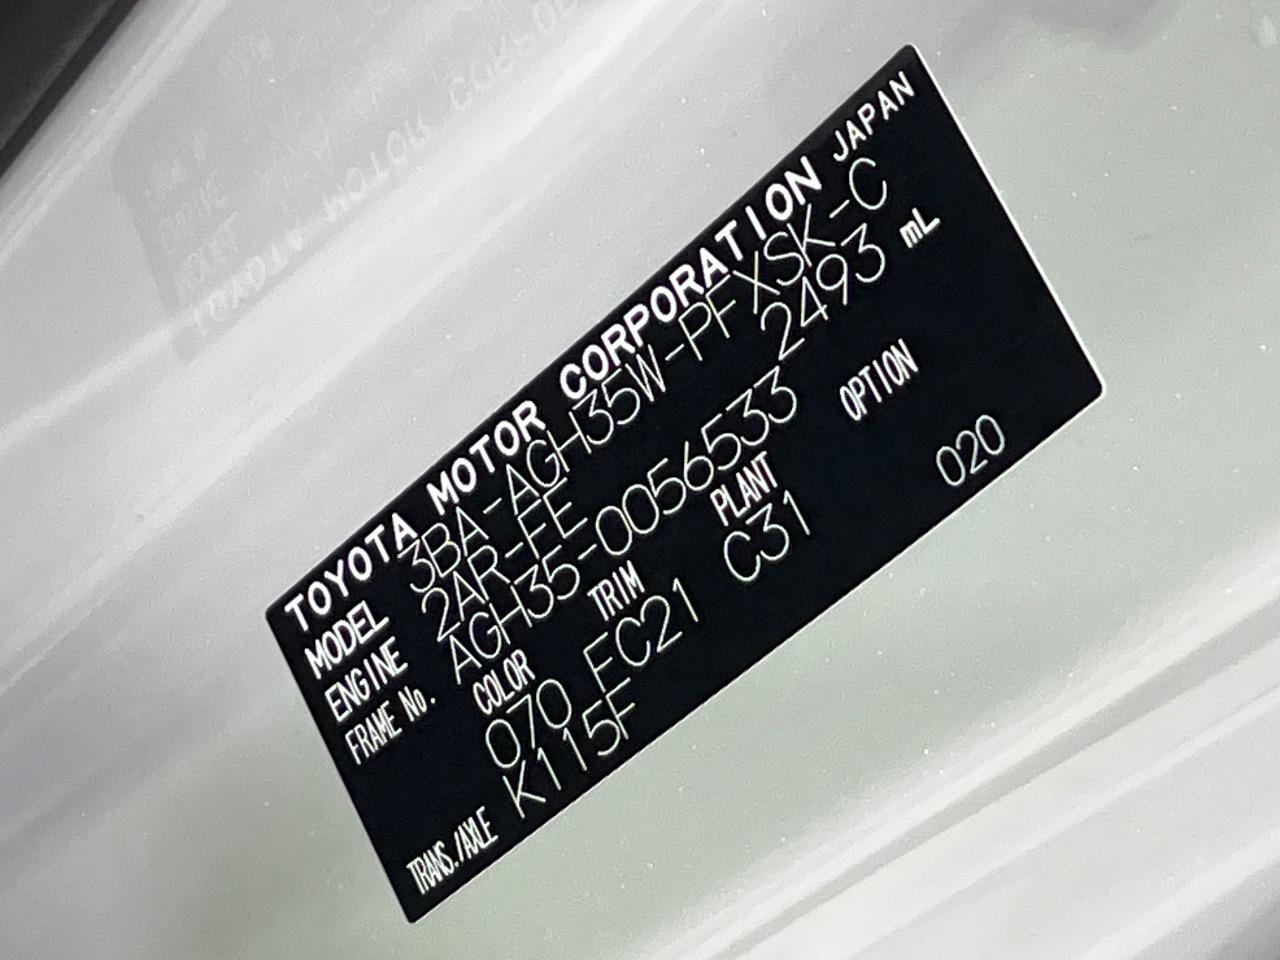 TOYOTA MOTOR CORPORATION JAPAN
MODEL 3BA-AGH35W-PFXSK-C
ENGINE 2AR-FE 2493 mL
FRAME No. AGH35-0056533
COLOR TRIM PLANT OPTION
070 FC21 C31 020
TRANS./AXLE K115F